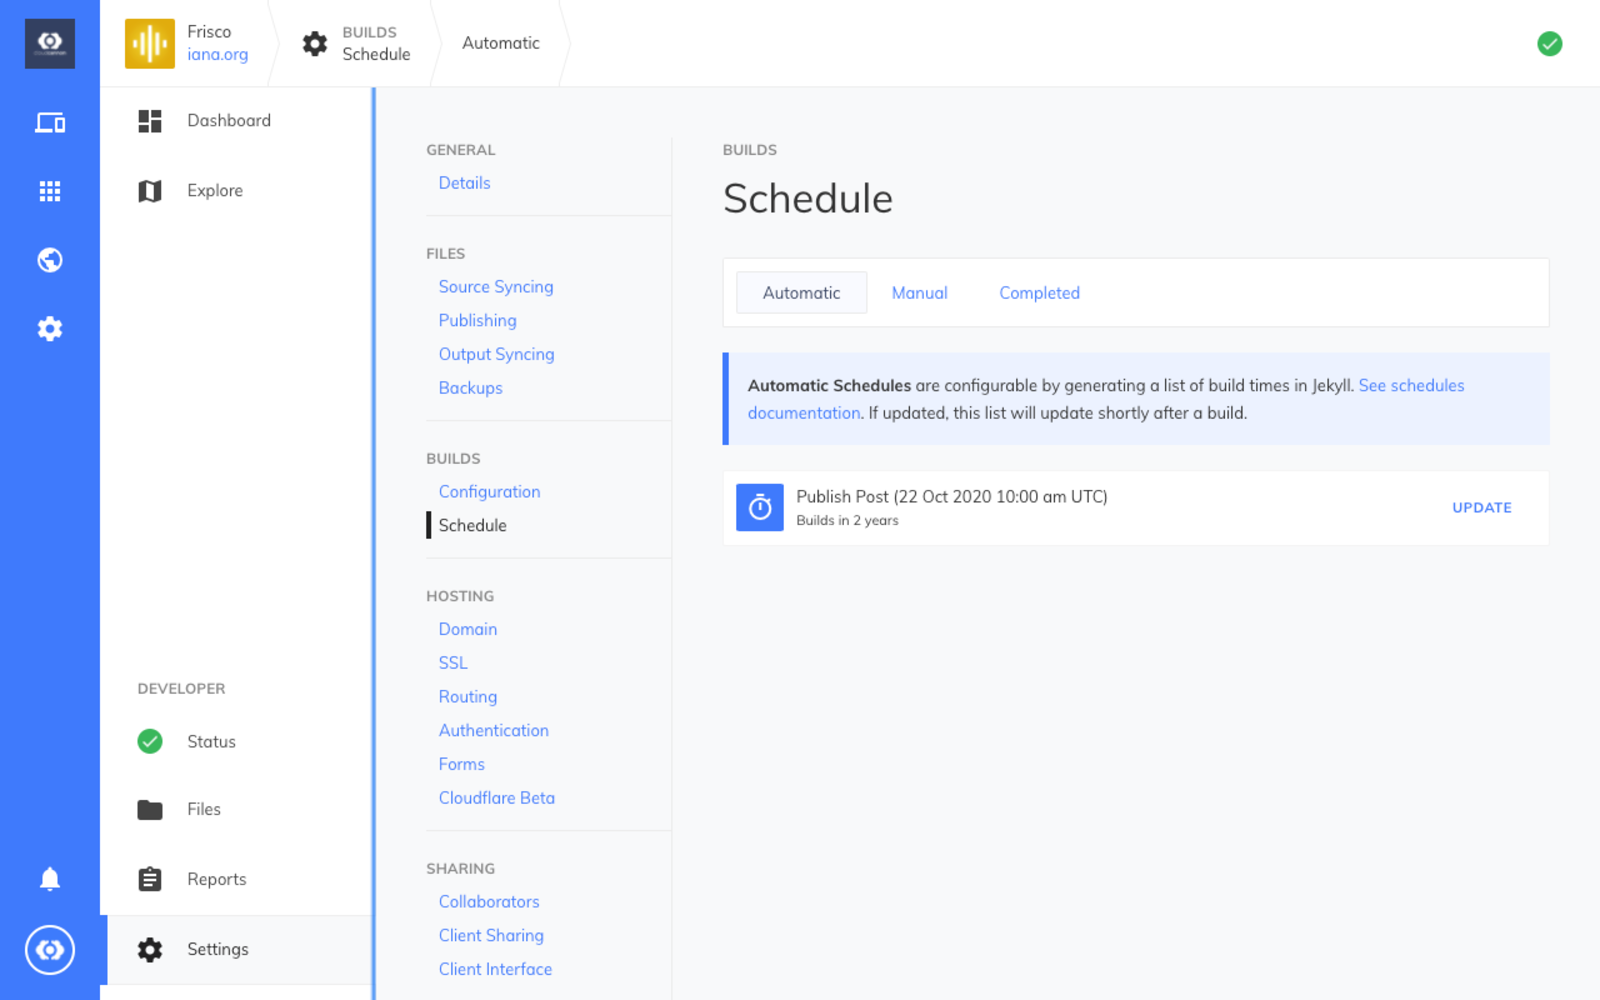 Frisco
iana.org
BUILDS
Schedule
Automatic
Dashboard
Explore
DEVELOPER
Status
Files
Reports
Settings
GENERAL
Details
FILES
Source Syncing
Publishing
Output Syncing
Backups
BUILDS
Configuration
Schedule
HOSTING
Domain
SSL
Routing
Authentication
Forms
Cloudflare Beta
SHARING
Collaborators
Client Sharing
Client Interface
BUILDS
Schedule
Automatic
Manual
Completed
Automatic Schedules are configurable by generating a list of build times in Jekyll. See schedules
documentation. If updated, this list will update shortly after a build.
Publish Post (22 Oct 2020 10:00 am UTC)
Builds in 2 years
UPDATE